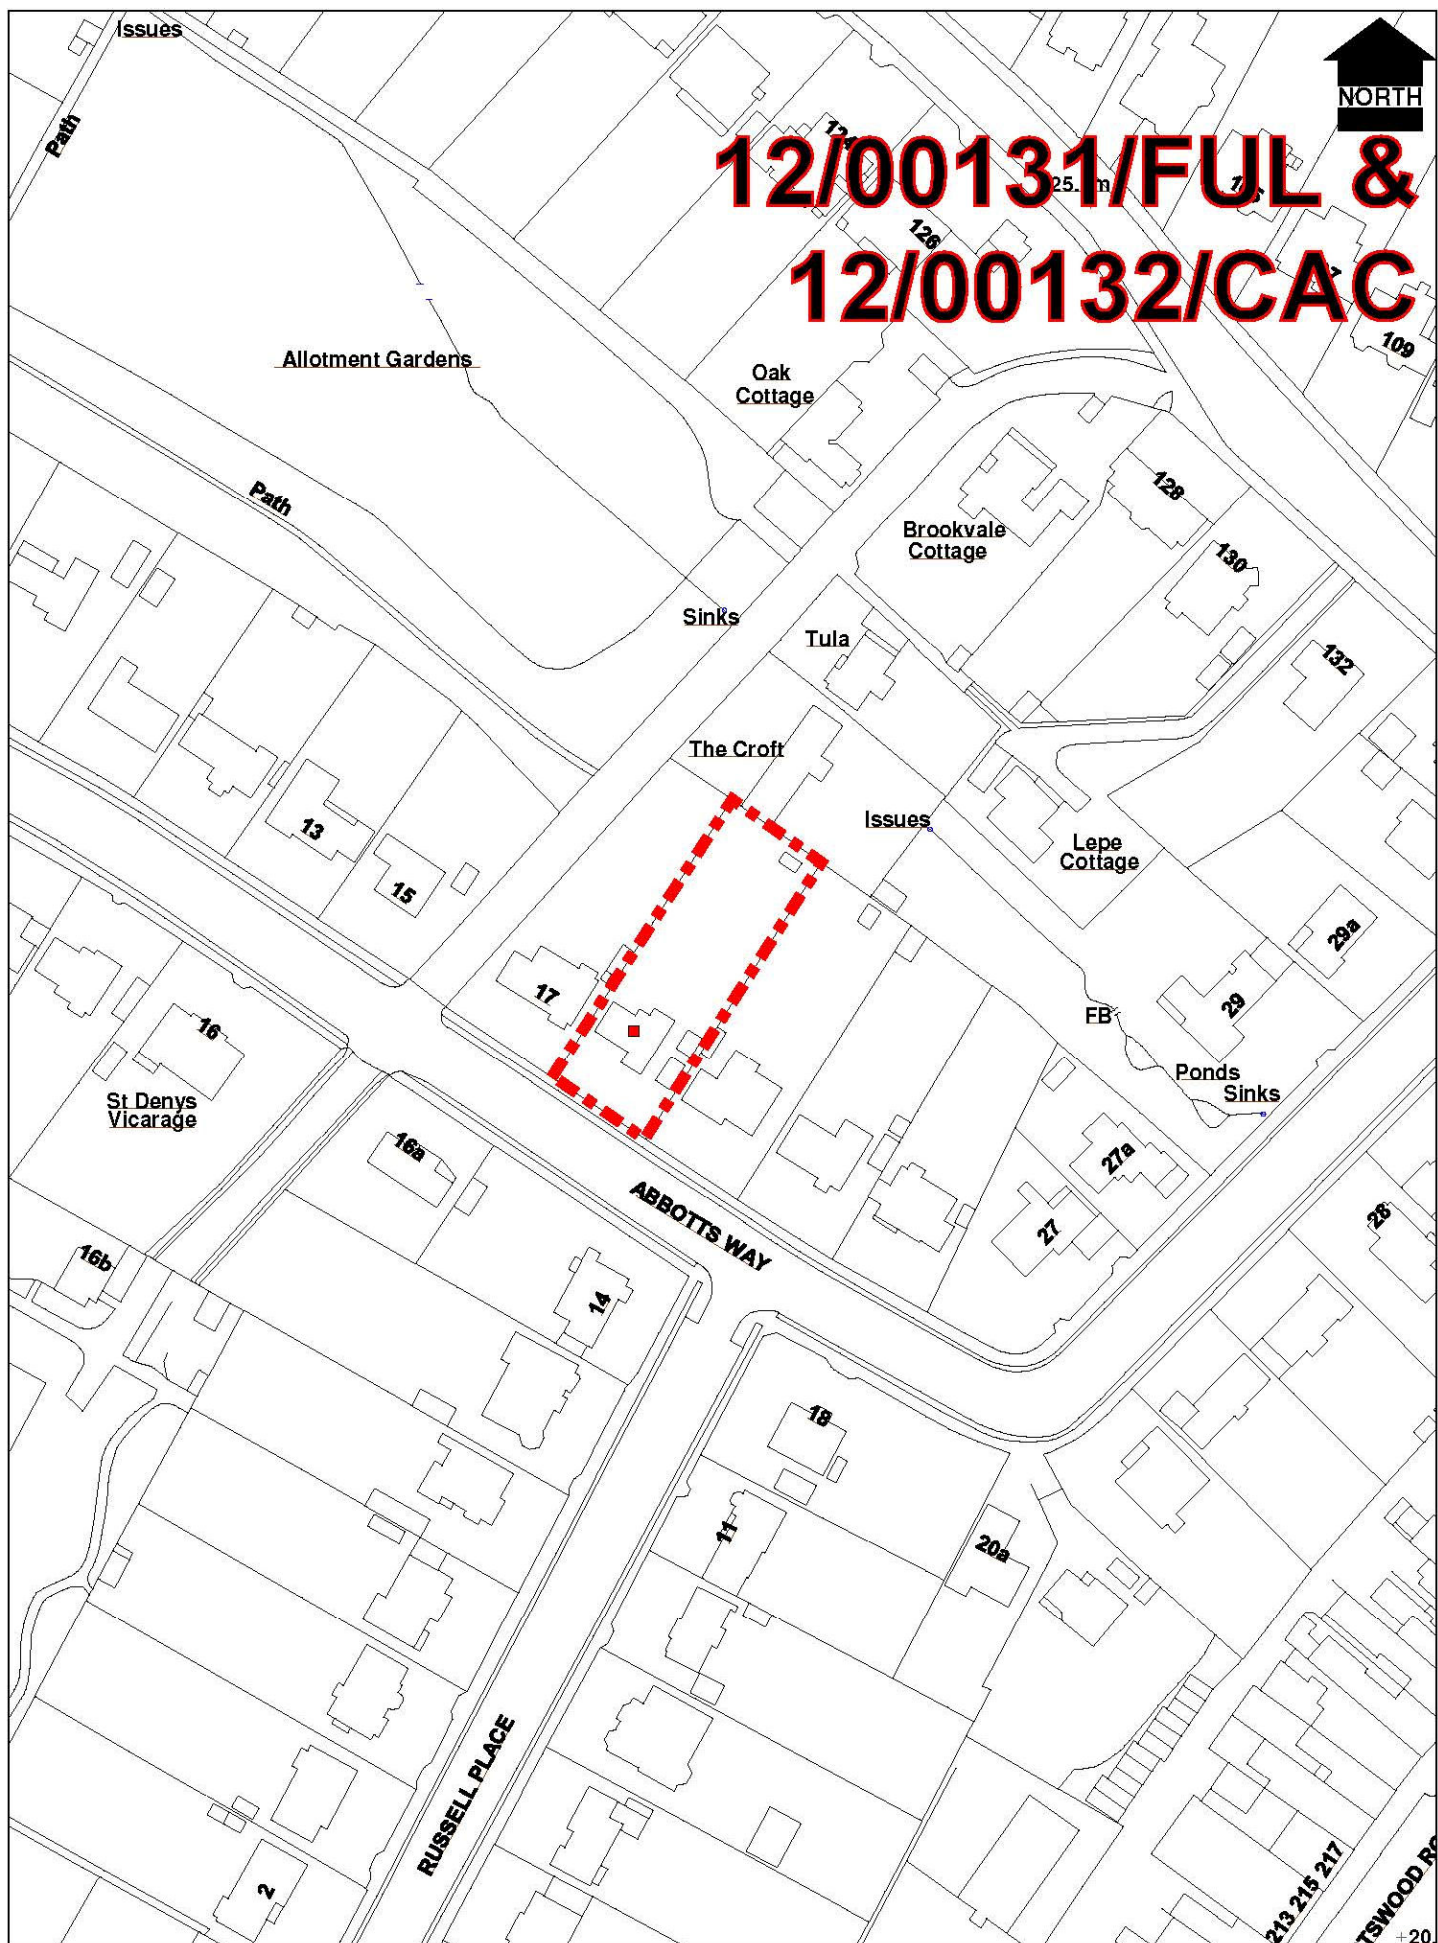 Issues
NORTH
Path
12/00131/FUL &
124
12/00132/CAC
126
109
Allotment Gardens
Oak
Cottage
Path
128
Brookvale
Cottage
130
Sinks
Tula
132
The Croft
Issues
13
Lepe
Cottage
15
29a
17
29
16
FB
St Denys
Vicarage
Ponds
Sinks
16a
27a
ABBOTTS WAY
27
28
16b
14
18
11
20a
RUSSELL PLACE
2
213 215 217
TSWOOD R
20.